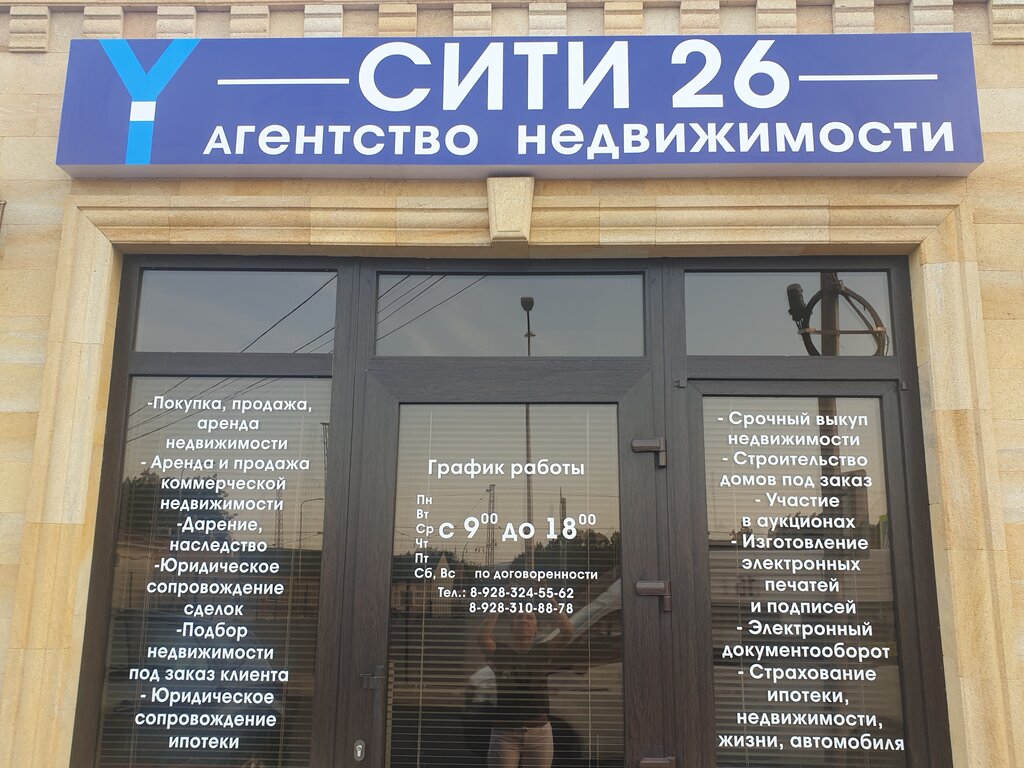 СИТИ 26
агентство недвижимости
-Покупка, продажа,
аренда
недвижимости
- Аренда и продажа
коммерческой
недвижимости
-Дарение,
наследство
-Юридическое
сопровождение
сделок
-Подбор
недвижимости
под заказ клиента
- Юридическое
сопровождение
ипотеки
График работы
Пн
Вт
Ср
Чт
Пт
с 9⁰⁰ до 18⁰⁰
Сб, Вс по договоренности
Тел.: 8-928-324-55-62
8-928-310-88-78
- Срочный выкуп
недвижимости
- Строительство
домов под заказ
- Участие
в аукционах
- Изготовление
электронных
печатей
и подписей
- Электронный
документооборот
- Страхование
ипотеки,
недвижимости,
жизни, автомобиля